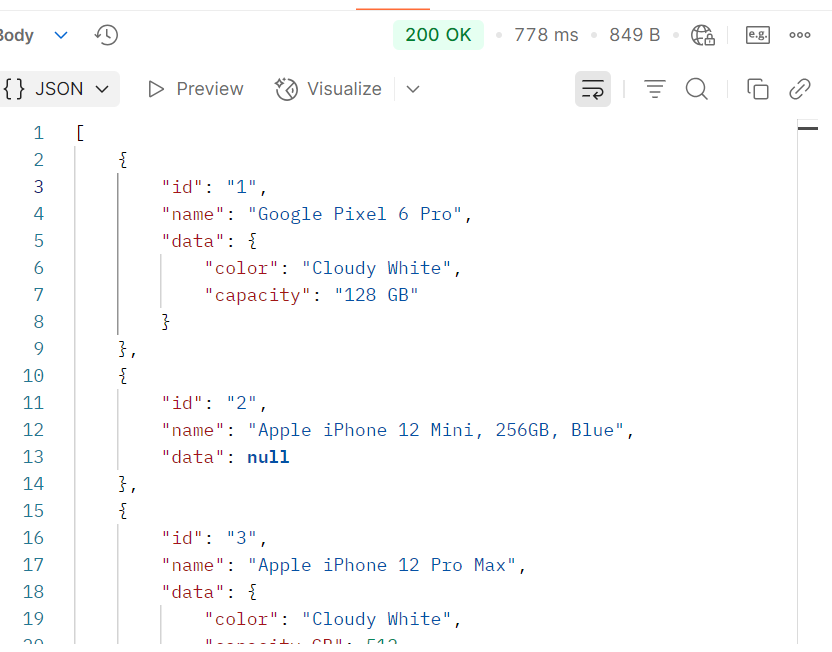 Body
200 OK • 778 ms • 849 B • e.g.
{} JSON Preview Visualize
1 [
2 {
3 "id": "1",
4 "name": "Google Pixel 6 Pro",
5 "data": {
6 "color": "Cloudy White",
7 "capacity": "128 GB"
8 }
9 },
10 {
11 "id": "2",
12 "name": "Apple iPhone 12 Mini, 256GB, Blue",
13 "data": null
14 },
15 {
16 "id": "3",
17 "name": "Apple iPhone 12 Pro Max",
18 "data": {
19 "color": "Cloudy White",
20 "capacity GB": 512